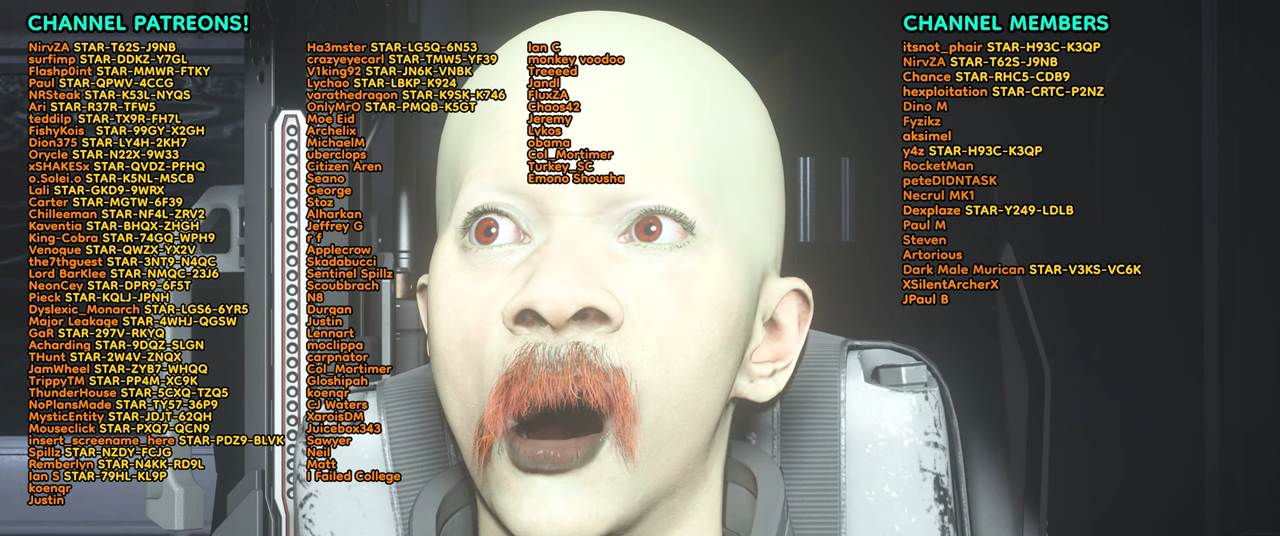 CHANNEL PATREONS!
NirvZA STAR-T62S-J9NB
surfimp STAR-DDKZ-Y7GL
Flashp0int STAR-MMWR-FTKY
Paul STAR-QPWV-4CCG
NRSteak STAR-K53L-NYQS
Ari STAR-R37R-TFW5
teddilp STAR-TX9R-FH7L
FishyKois STAR-99GY-X2GH
Dion375 STAR-LY4H-2KH7
Orycle STAR-N22X-9W33
xSHAKESx STAR-QVDZ-PFHQ
o.Solei.o STAR-K5NL-MSCB
Lali STAR-GKD9-9WRX
Carter STAR-MGTW-6F39
Chilleeman STAR-NF4L-ZRV2
Kaventia STAR-BHQX-ZHGH
King-Cobra STAR-74GQ-WPH9
Venoque STAR-QWZX-YX2V
the7thguest STAR-3NT9-N4QC
Lord BarKlee STAR-NMQC-23J6
NeonCey STAR-DPR9-6F5T
Pieck STAR-KQLJ-JPNH
Dyslexic_Monarch STAR-LGS6-6YR5
Major Leakage STAR-4WHJ-QGSW
GaR STAR-297V-RKYQ
Acharding STAR-9DQZ-SLGN
THunt STAR-2W4V-ZNQX
JamWheel STAR-ZYB7-WHQQ
TrippyTM STAR-PP4M-XC9K
ThunderHouse STAR-5CXQ-TZQ5
NoPlansMade STAR-TY57-36P9
MysticEntity STAR-JDJT-62QH
Mouseclick STAR-PXQ7-QCN9
insert_screename_here STAR-PDZ9-BLVK
Spillz STAR-NZDY-FCJG
Remberlyn STAR-N4KK-RD9L
Ian S STAR-79HL-KL9P
koenqr
Justin
Ha3mster STAR-LG5Q-6N53
crazyeyecarl STAR-TMW5-YF39
V1king92 STAR-JN6K-VNBK
Lychao STAR-LBKP-K924
varathedragon STAR-K9SK-K746
OnlyMrO STAR-PMQB-K5GT
Moe Eid
Archelix
MichaelM
uberclops
Citizen Aren
Seano
George
Stoz
Alharkan
Jeffrey G
r f
Applecrow
Skadabucci
Sentinel Spillz
Scoubbrach
N8
Durgan
Justin
Lennart
moclippa
carpnator
Col_Mortimer
Gloshipah
koenqr
CJ Waters
XaroisDM
Juicebox343
Sawyer
Neil
Matt
I Failed College
Ian C
monkey voodoo
Treeeed
Jandl
FluxZA
Chaos42
Jeremy
Lykos
obama
Col_Mortimer
Turkey_SC
Emono Shousha
CHANNEL MEMBERS
itsnot_phair STAR-H93C-K3QP
NirvZA STAR-T62S-J9NB
Chance STAR-RHC5-CDB9
hexploitation STAR-CRTC-P2NZ
Dino M
Fyzikz
aksimel
y4z STAR-H93C-K3QP
RocketMan
peteDIDNTASK
Necrul MK1
Dexplaze STAR-Y249-LDLB
Paul M
Steven
Artorious
Dark Male Murican STAR-V3KS-VC6K
XSilentArcherX
JPaul B